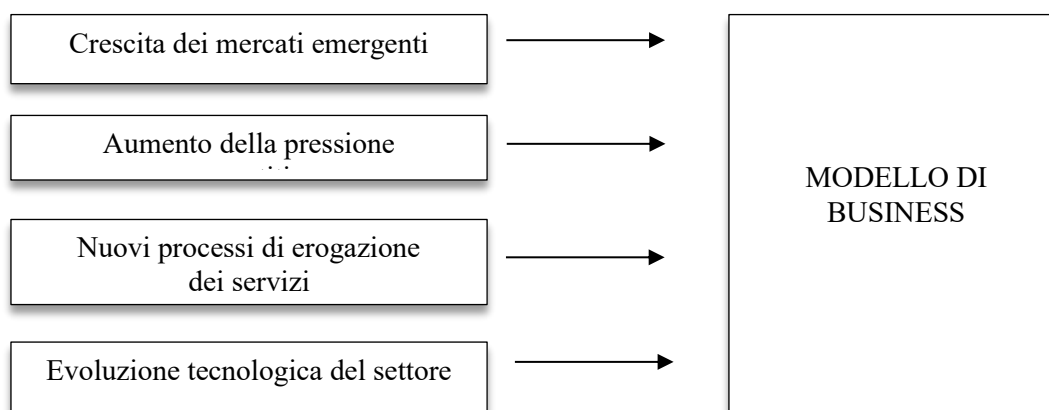 Crescita dei mercati emergenti
Aumento della pressione
Nuovi processi di erogazione
dei servizi
Evoluzione tecnologica del settore
MODELLO DI
BUSINESS